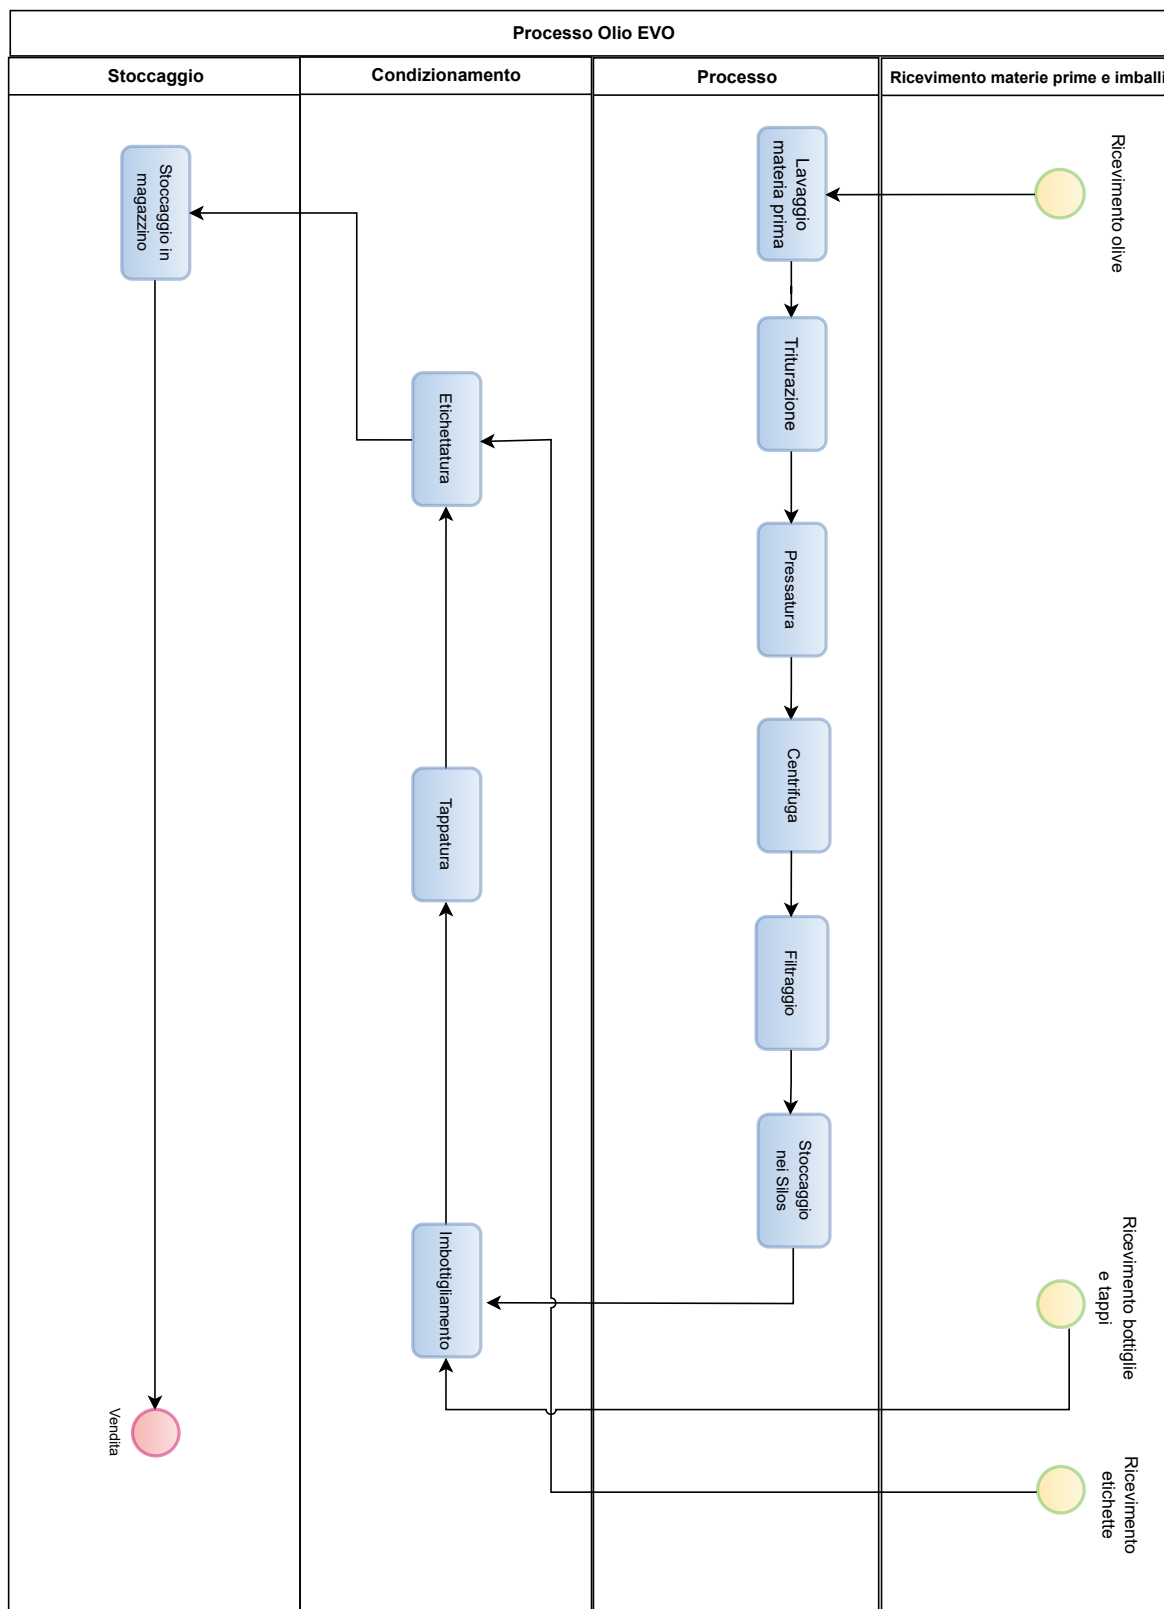 Processo Olio EVO
Stoccaggio
Condizionamento
Processo
Ricevimento materie prime e imballi
Ricevimento olive
Lavaggio
materia prima
Triturazione
Pressatura
Centrifuga
Filtraggio
Stoccaggio
nei Silos
Ricevimento bottiglie
e tappi
Ricevimento
etichette
Imbottigliamento
Tappatura
Etichettatura
Stoccaggio in
magazzino
Vendita